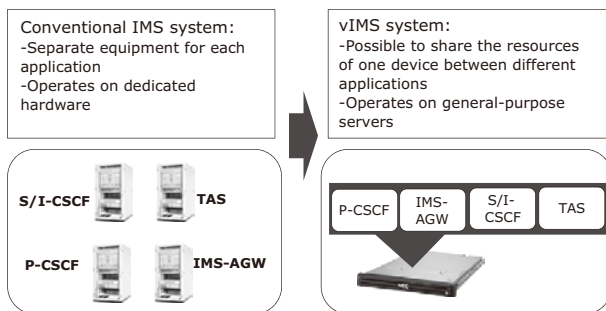 Conventional IMS system:
-Separate equipment for each
application
-Operates on dedicated
hardware
vIMS system:
-Possible to share the resources
of one device between different
applications
-Operates on general-purpose
servers
S/I-CSCF
TAS
P-CSCF
IMS-AGW
P-CSCF
IMS-
AGW
S/I-
CSCF
TAS
NEC